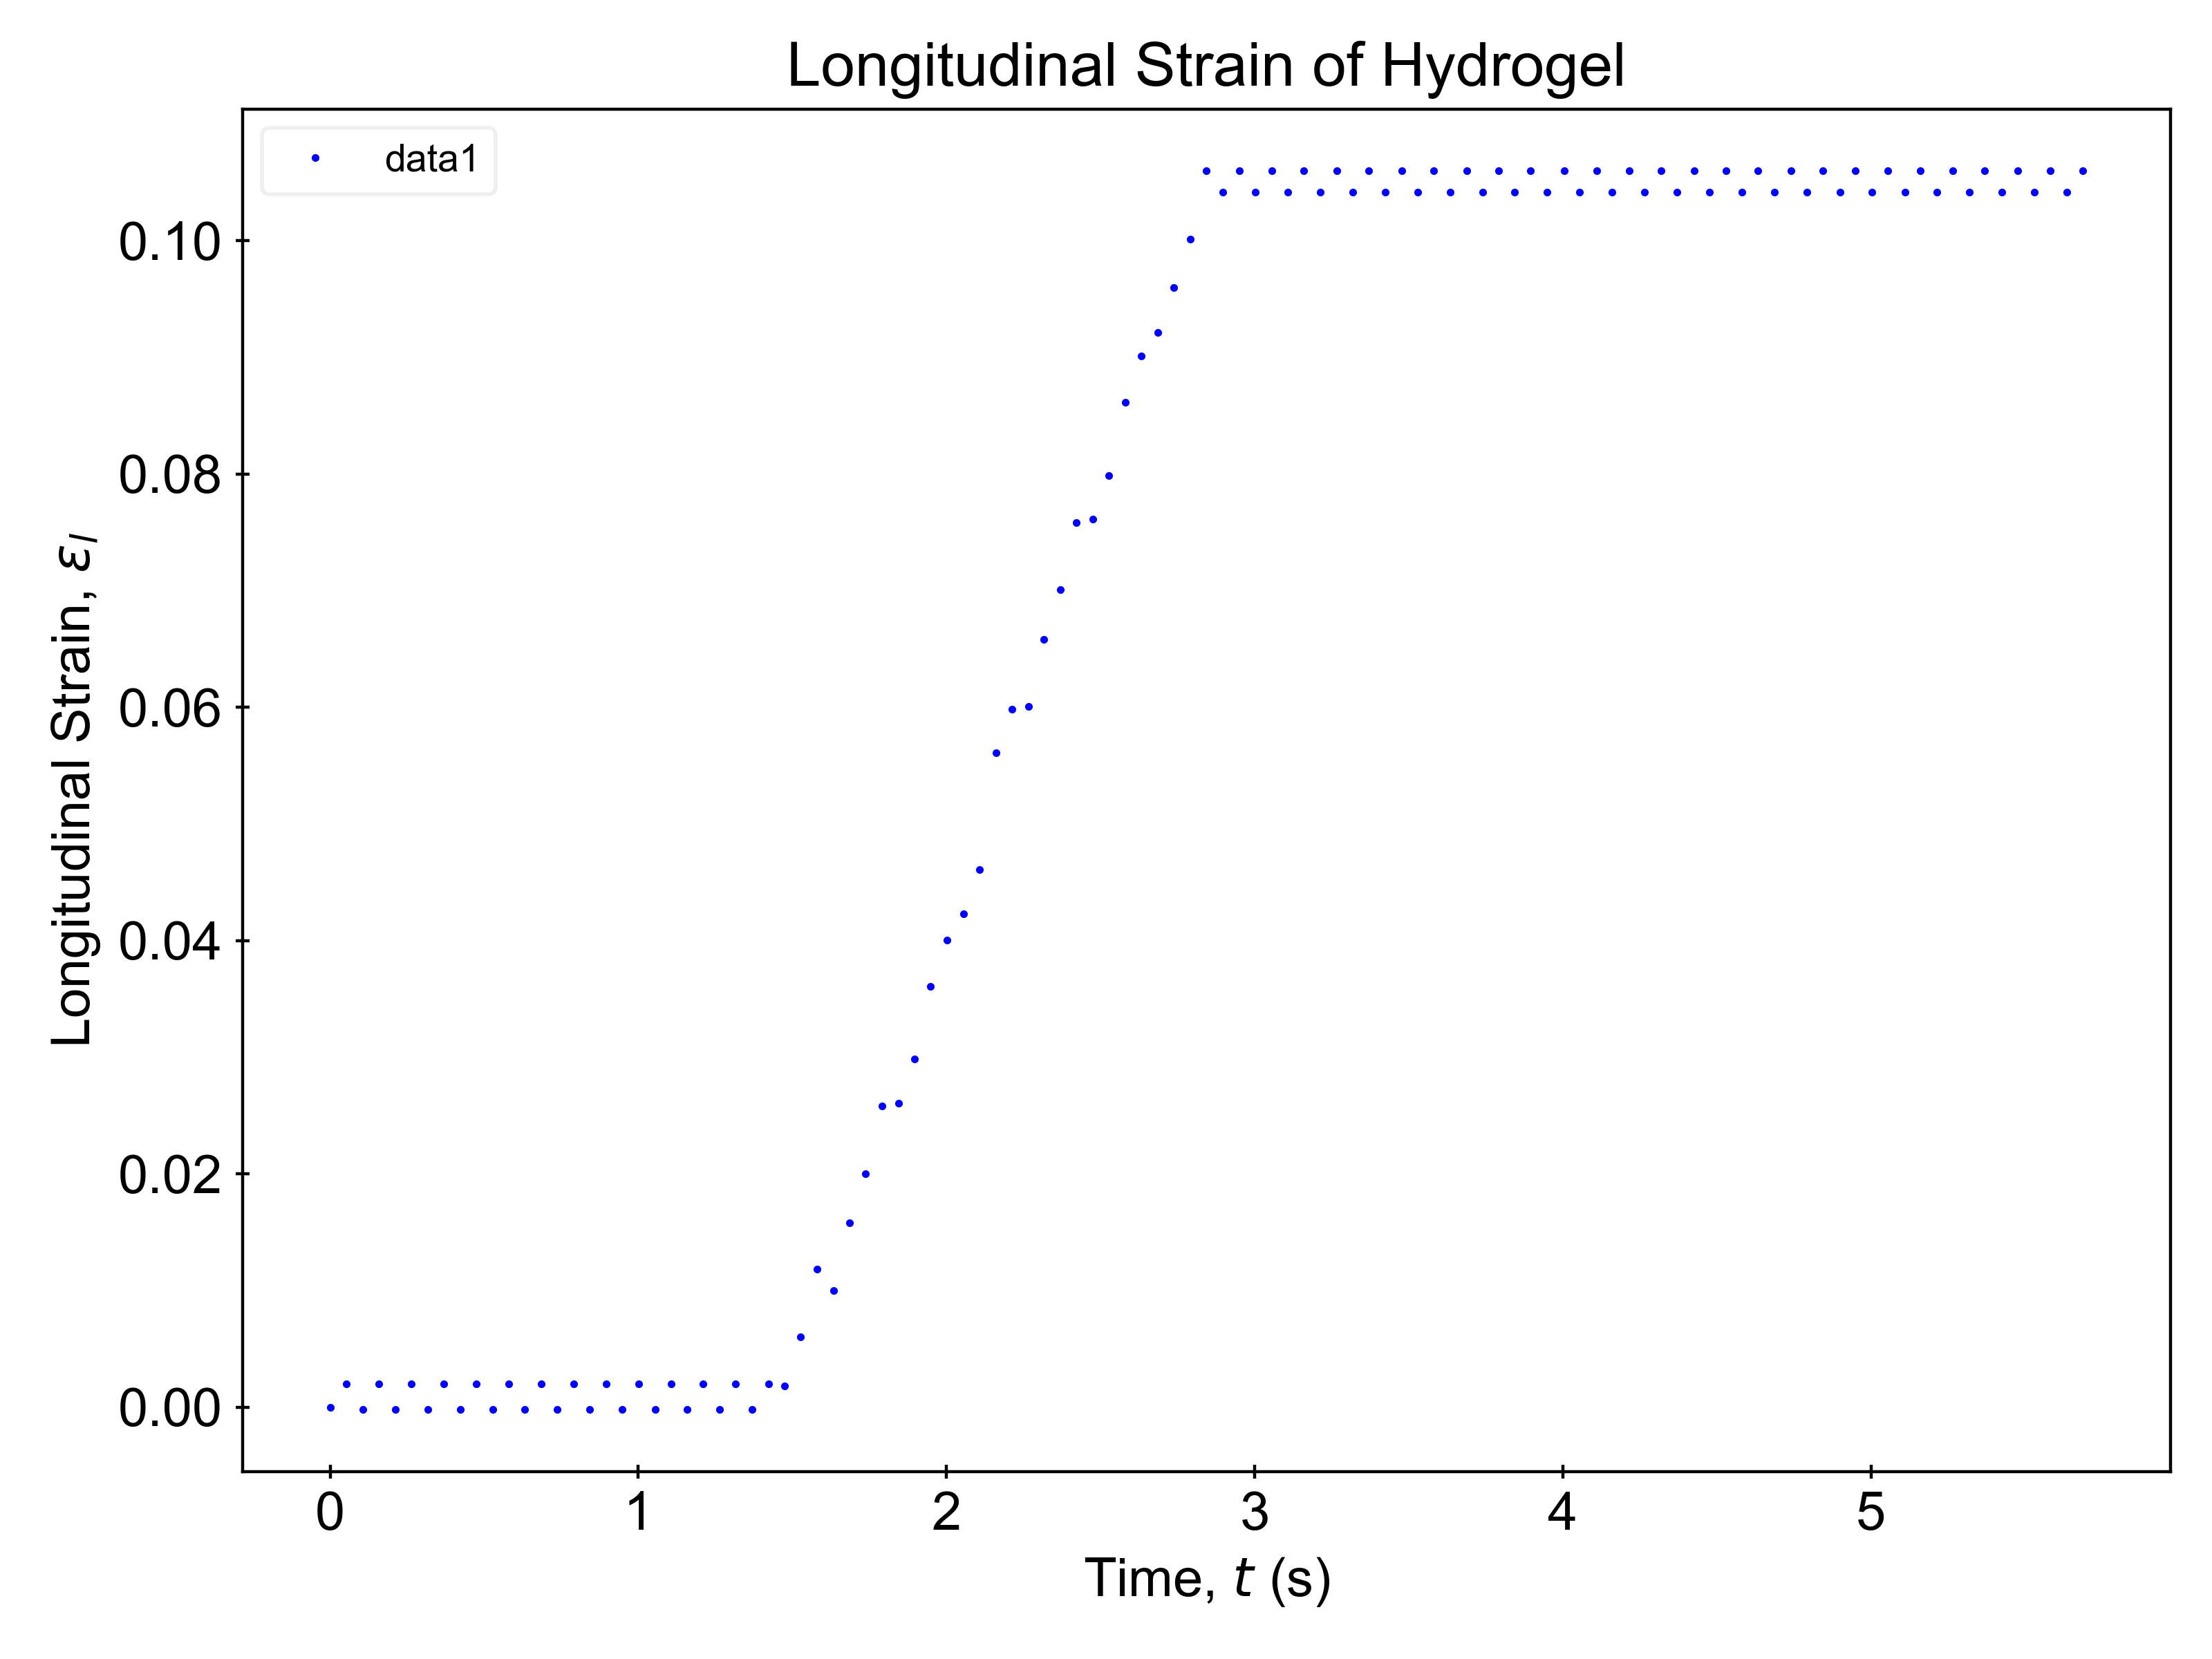 Longitudinal Strain of Hydrogel
data1
0.10
0.08
0.06
0.04
0.02
0.00
Longitudinal Strain, εl
0 1 2 3 4 5
Time, t (s)